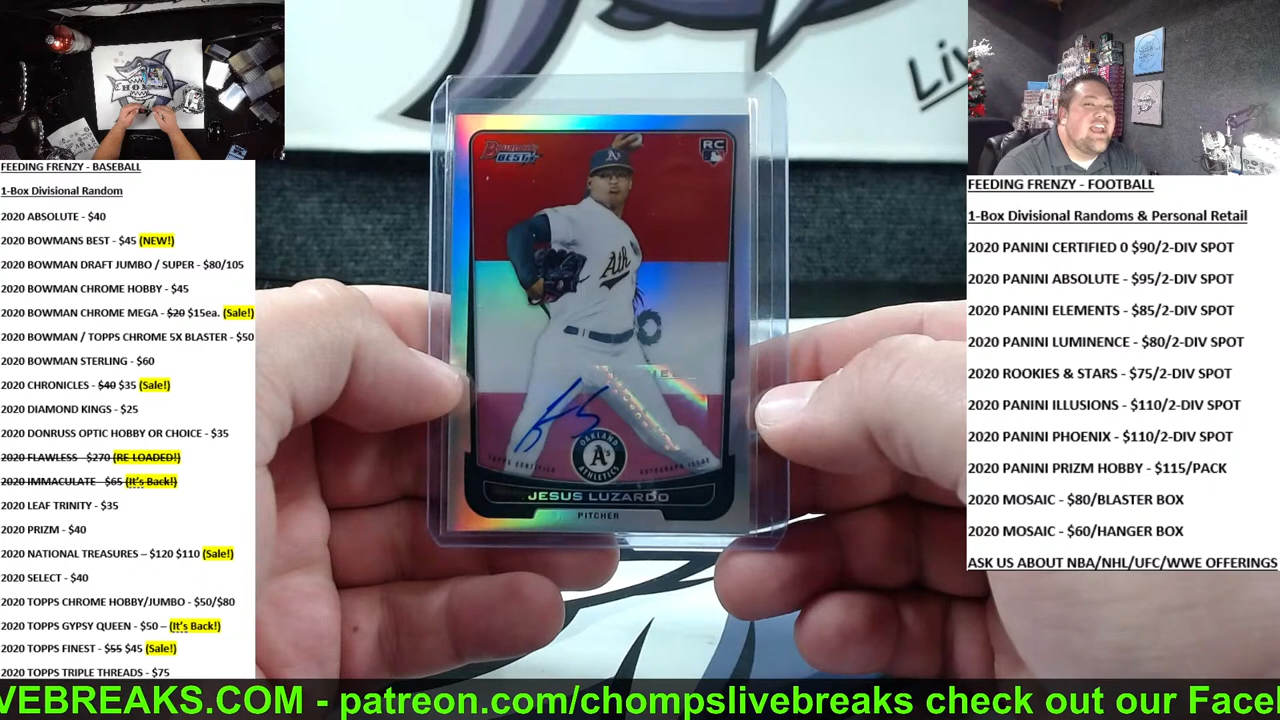 FEEDING FRENZY - BASEBALL
1-Box Divisional Random
2020 ABSOLUTE - $40
2020 BOWMANS BEST - $45 (NEW!)
2020 BOWMAN DRAFT JUMBO / SUPER - $80/105
2020 BOWMAN CHROME HOBBY - $45
2020 BOWMAN CHROME MEGA - $20 $15ea. (Sale!)
2020 BOWMAN / TOPPS CHROME 5X BLASTER - $50
2020 BOWMAN STERLING - $60
2020 CHRONICLES - $40 $35 (Sale!)
2020 DIAMOND KINGS - $25
2020 DONRUSS OPTIC HOBBY OR CHOICE - $35
2020 FLAWLESS - $270 (RE LOADED!)
2020 IMMACULATE - $65 (It's Back!)
2020 LEAF TRINITY - $35
2020 PRIZM - $40
2020 NATIONAL TREASURES – $120 $110 (Sale!)
2020 SELECT - $40
2020 TOPPS CHROME HOBBY/JUMBO - $50/$80
2020 TOPPS GYPSY QUEEN - $50 – (It's Back!)
2020 TOPPS FINEST - $55 $45 (Sale!)
2020 TOPPS TRIPLE THREADS - $75
Liv
Bowman's
BEST
RC
A's
Ath
TOPPS CERTIFIED
AUTOGRAPH ISSUE
OAKLAND
A's
ATHLETICS
JESUS LUZARDO
PITCHER
FEEDING FRENZY - FOOTBALL
1-Box Divisional Randoms & Personal Retail
2020 PANINI CERTIFIED 0 $90/2-DIV SPOT
2020 PANINI ABSOLUTE - $95/2-DIV SPOT
2020 PANINI ELEMENTS - $85/2-DIV SPOT
2020 PANINI LUMINENCE - $80/2-DIV SPOT
2020 ROOKIES & STARS - $75/2-DIV SPOT
2020 PANINI ILLUSIONS - $110/2-DIV SPOT
2020 PANINI PHOENIX - $110/2-DIV SPOT
2020 PANINI PRIZM HOBBY - $115/PACK
2020 MOSAIC - $80/BLASTER BOX
2020 MOSAIC - $60/HANGER BOX
ASK US ABOUT NBA/NHL/UFC/WWE OFFERINGS
VEBREAKS.COM - patreon.com/chompslivebreaks check out our Facel